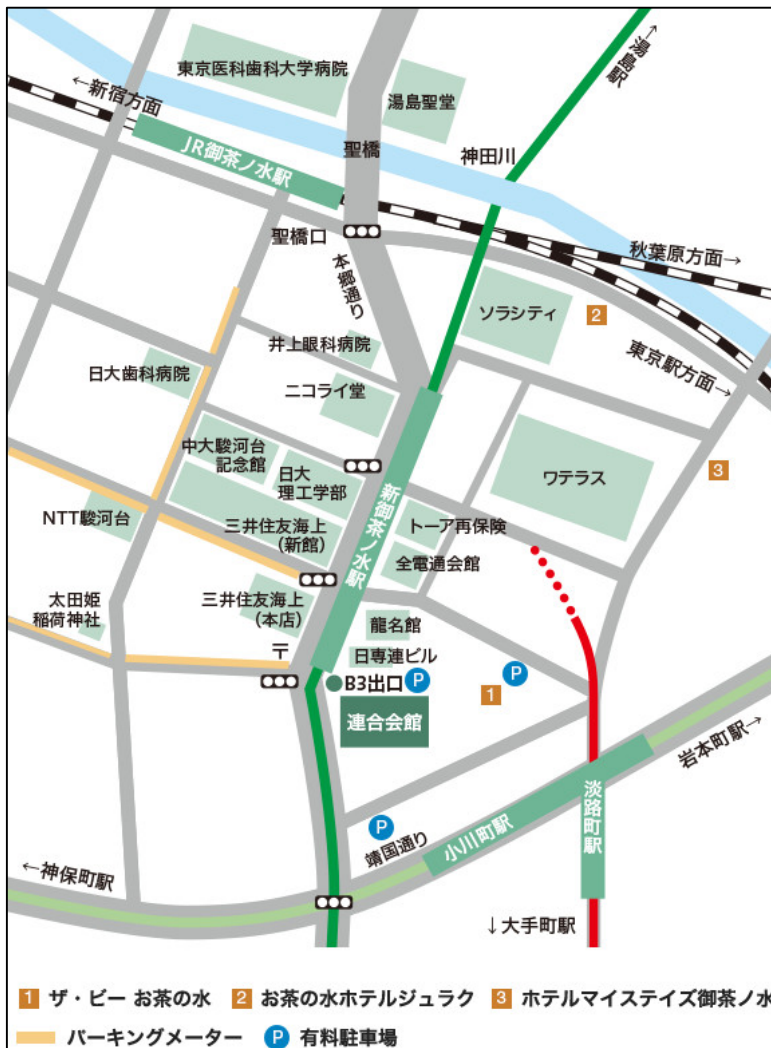 東京医科歯科大学病院
湯島聖堂
→湯島駅
←新宿方面
JR御茶ノ水駅
聖橋
神田川
聖橋口
本郷通り
秋葉原方面→
ソラシティ
2
東京駅方面→
井上眼科病院
日大歯科病院
ニコライ堂
中大駿河台
記念館
日大
理工学部
ワテラス
3
新御茶ノ水駅
NTT駿河台
三井住友海上
(新館)
トーア再保険
全電通会館
太田姫
稲荷神社
三井住友海上
(本店)
龍名館
〒
日専連ビル
B3出口
P
1
P
連合会館
岩本町駅→
淡路町駅
小川町駅
P
靖国通り
←神保町駅
↓大手町駅
1 ザ・ビー お茶の水 2 お茶の水ホテルジュラク 3 ホテルマイステイズ御茶ノ水
パーキングメーター P 有料駐車場